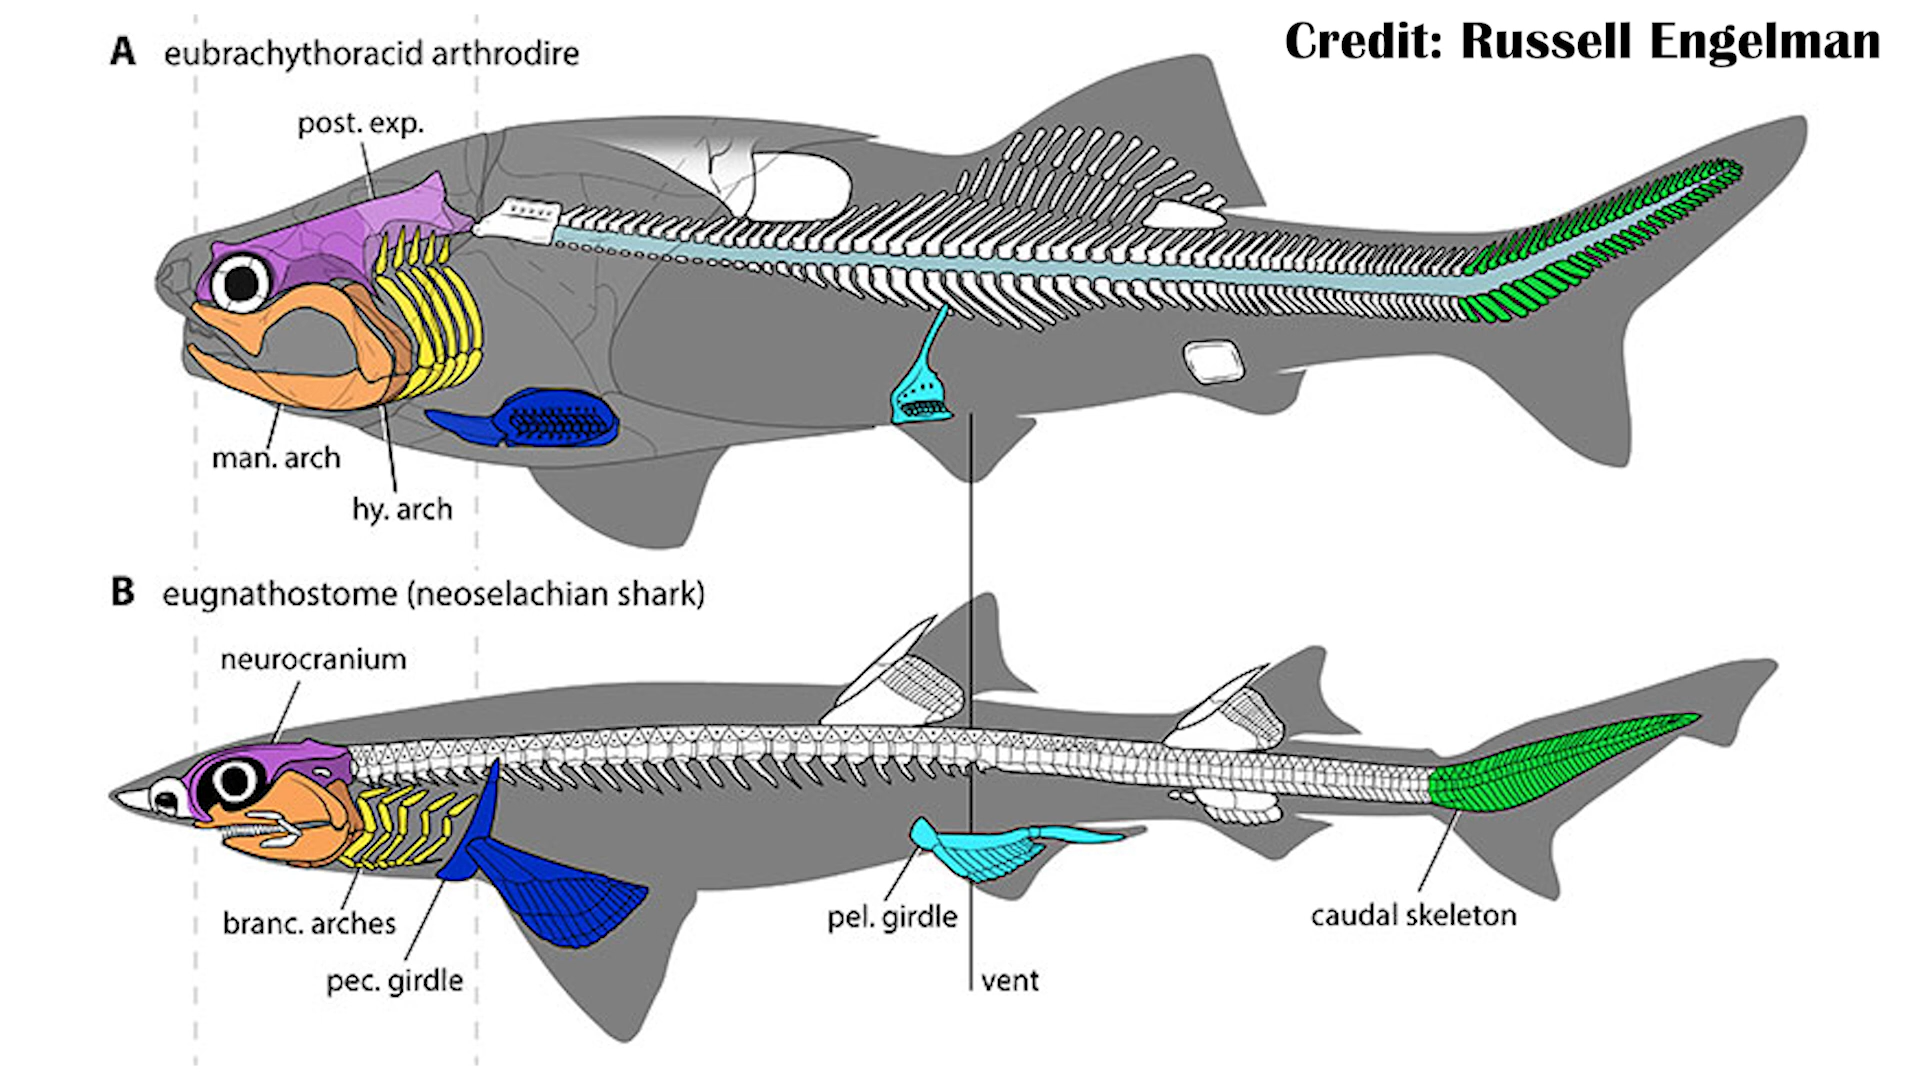 Credit: Russell Engelman
A eubrachythoracid arthrodire
post. exp.
man. arch
hy. arch
B eugnathostome (neoselachian shark)
neurocranium
branc. arches
pec. girdle
pel. girdle
vent
caudal skeleton